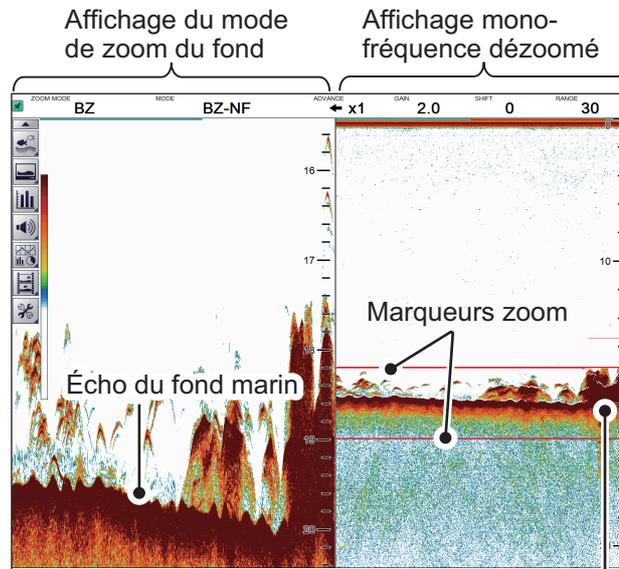 Affichage du mode
de zoom du fond
Affichage mono-
fréquence dézoomé
ZOOM MODE
BZ
MODE
BZ-NF
ADVANCE
x1
GAIN
2.0
SHIFT
0
RANGE
30
16
17
18
19
20
10
Marqueurs zoom
Écho du fond marin